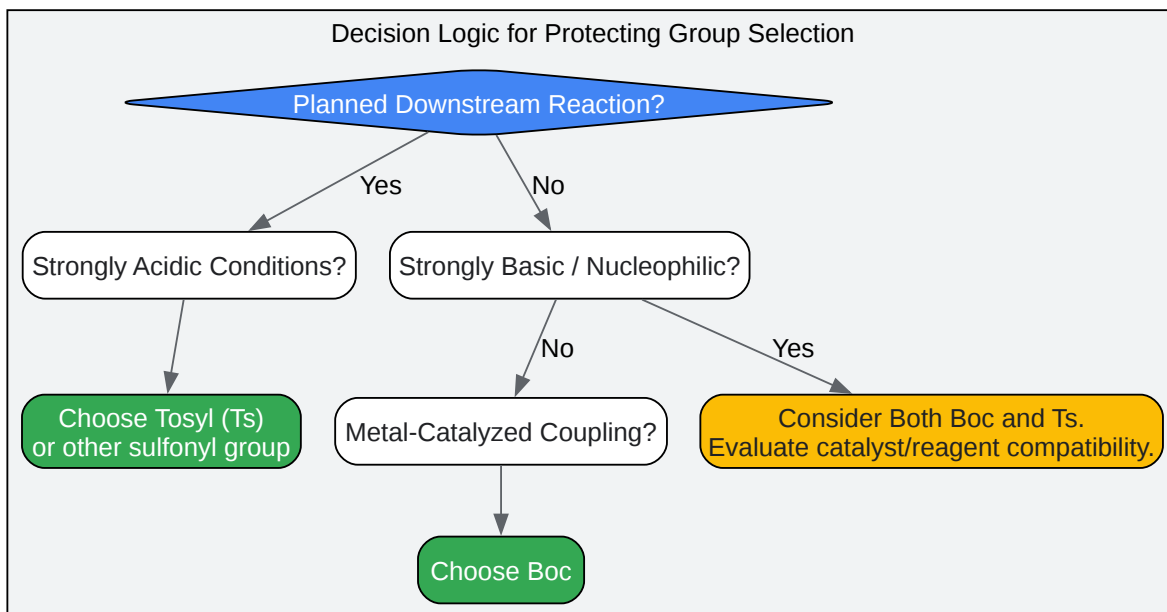 Decision Logic for Protecting Group Selection
Planned Downstream Reaction?
Yes
No
Strongly Acidic Conditions?
Strongly Basic / Nucleophilic?
No
Yes
Choose Tosyl (Ts)
or other sulfonyl group
Metal-Catalyzed Coupling?
Consider Both Boc and Ts.
Evaluate catalyst/reagent compatibility.
Choose Boc